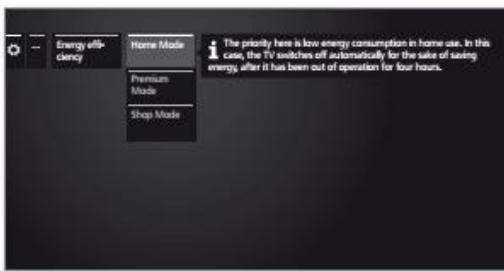 ...
Energy effi-
ciency
Home Mode
Premium
Mode
Shop Mode
i The priority here is low energy consumption in home use. In this
case, the TV switches off automatically for the sake of saving
energy, after it has been out of operation for four hours.